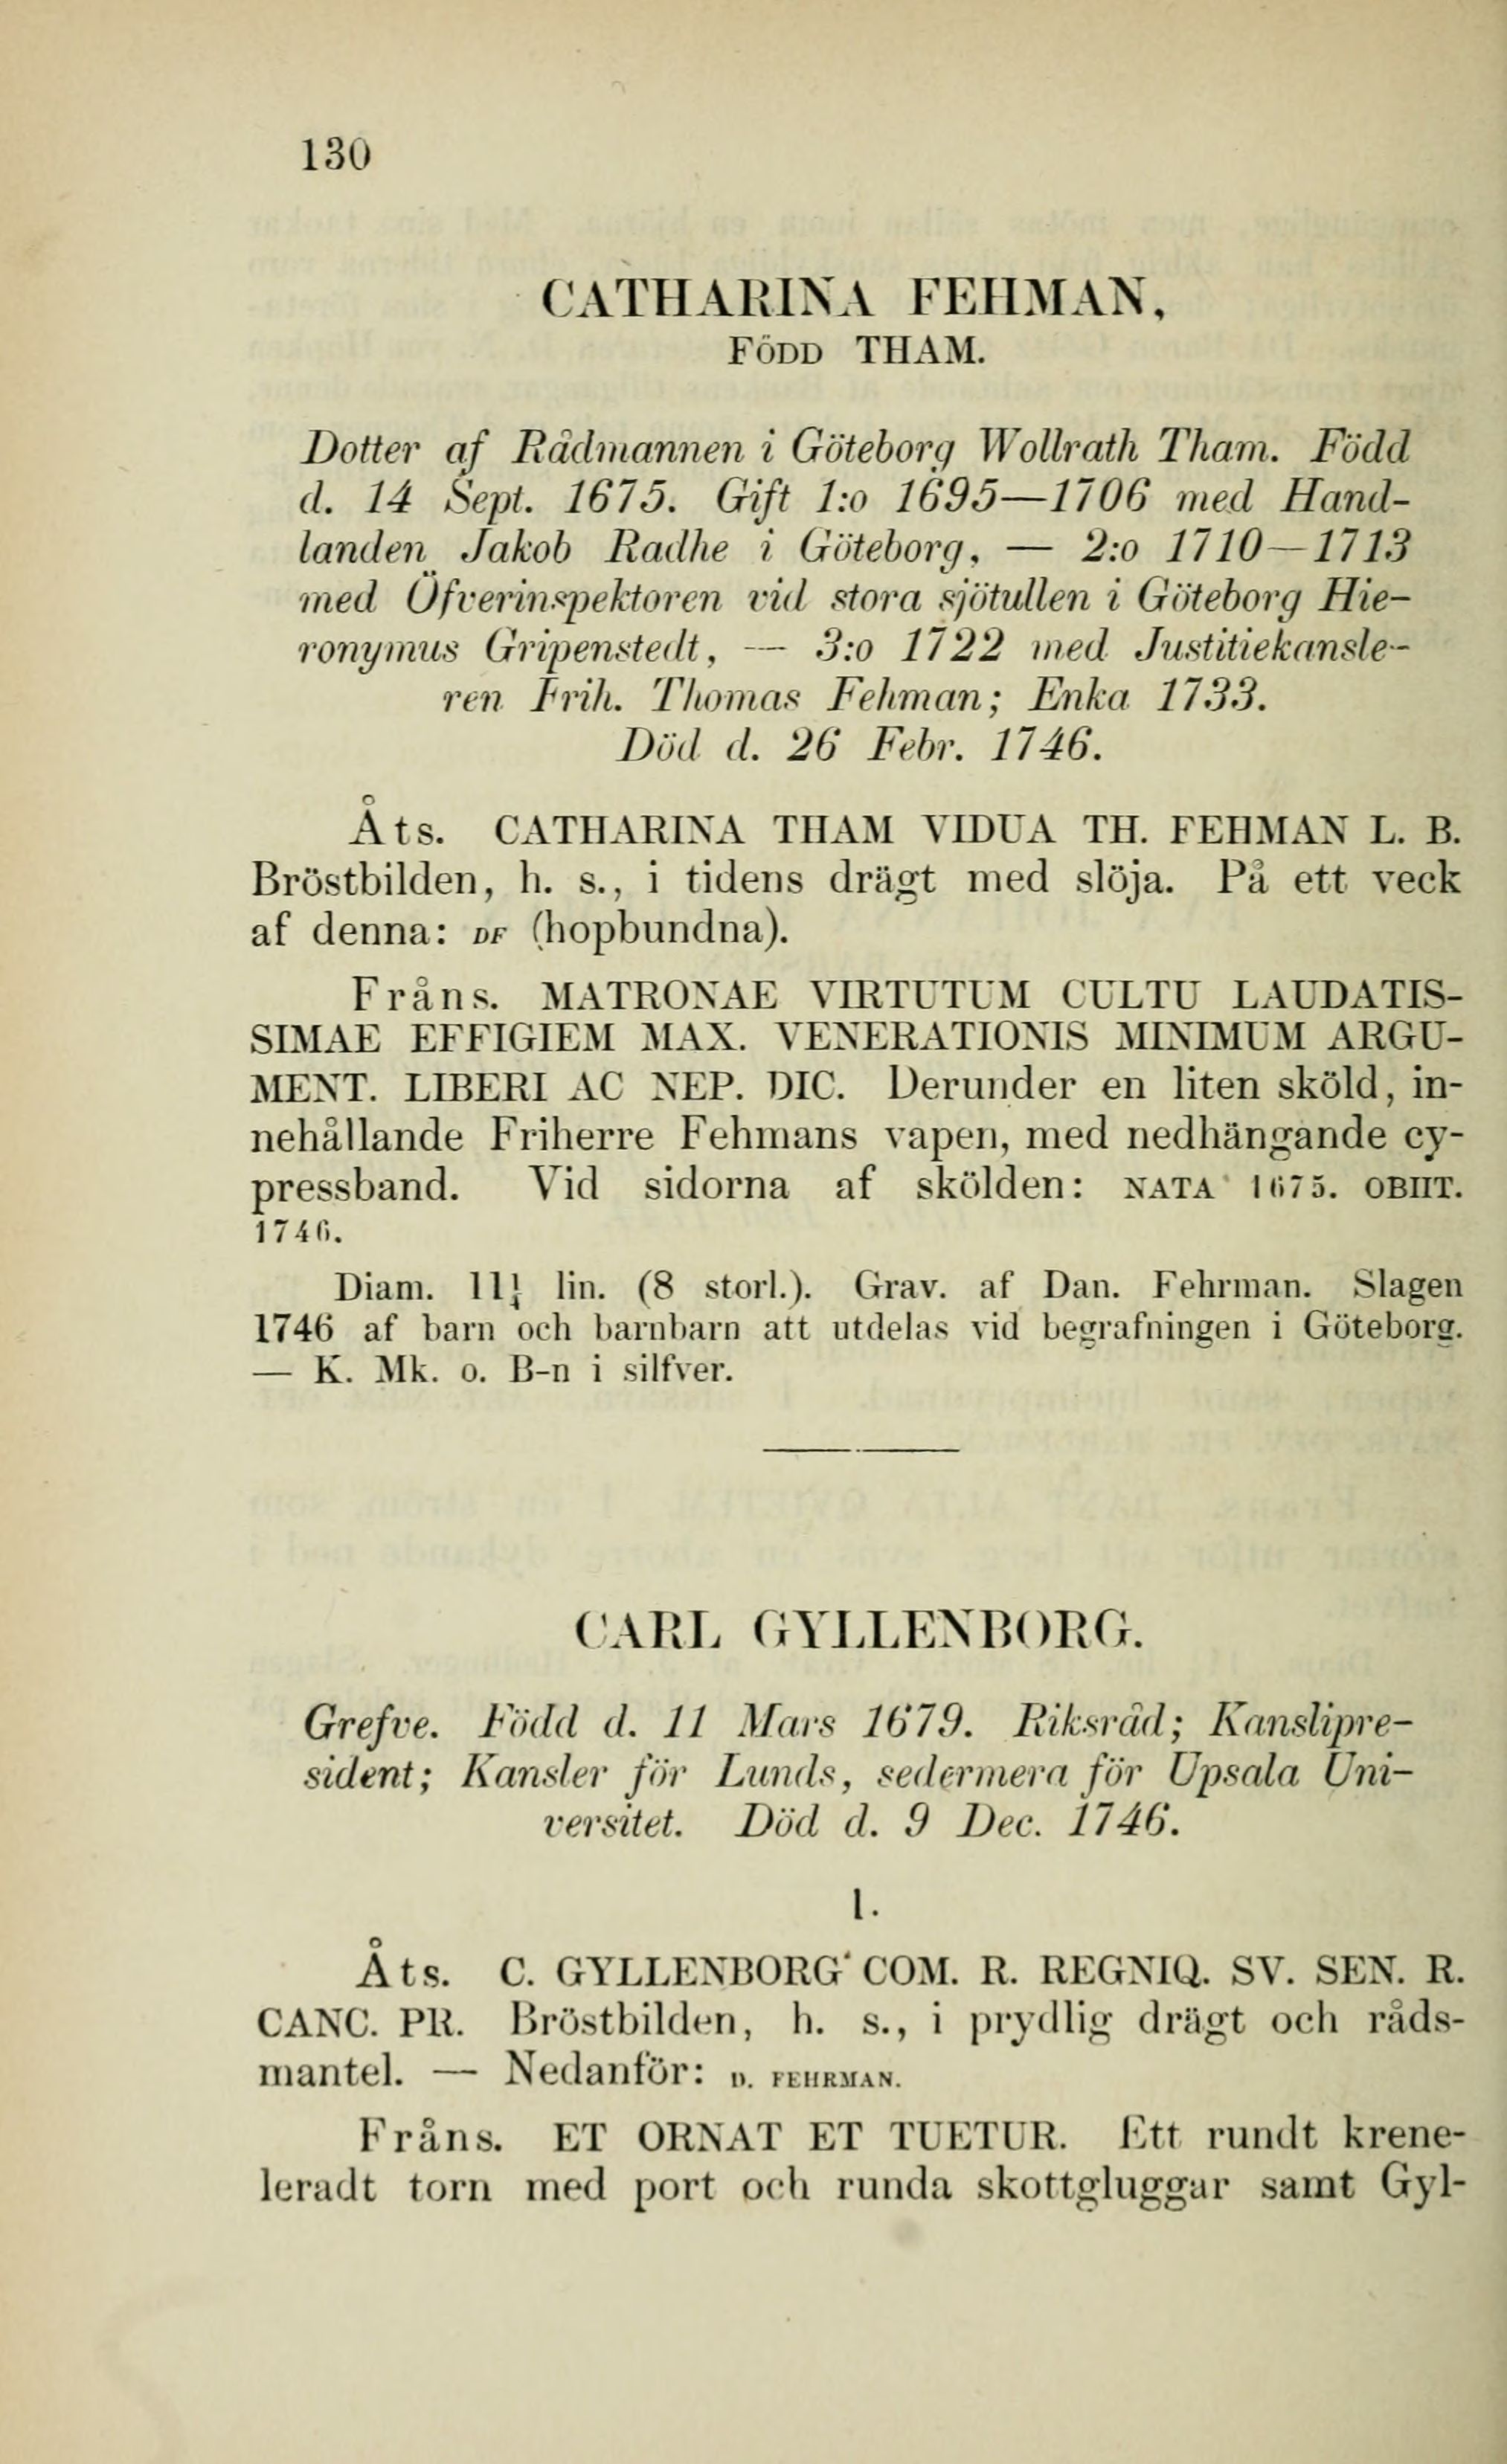 130
CATHARINA FEHMAN,
FÖDD THAM.
Dotter af Rådmannen i Göteborg Wollrath Tham. Född
d. 14 Sept. 1675. Gift 1:o 1695—1706 med Hand-
landen Jakob Radhe i Göteborg, — 2:o 1710—1713
med Öfverinspektoren vid stora sjötullen i Göteborg Hie-
ronymus Gripenstedt, — 3:o 1722 med Justitiekansle-
ren Frih. Thomas Fehman; Enka 1733.
Död d. 26 Febr. 1746.
Åts. CATHARINA THAM VIDUA TH. FEHMAN L. B.
Bröstbilden, h. s., i tidens drägt med slöja. På ett veck
af denna: DF (hopbundna).
Fråns. MATRONAE VIRTUTUM CULTU LAUDATIS-
SIMAE EFFIGIEM MAX. VENERATIONIS MINIMUM ARGU-
MENT. LIBERI AC NEP. DIC. Derunder en liten sköld, in-
nehållande Friherre Fehmans vapen, med nedhängande cy-
pressband. Vid sidorna af skölden: NATA 1675. OBIIT.
1746.
Diam. lin. (8 storl.). Grav. af Dan. Fehrman. Slagen
1746 af barn och barnbarn att utdelas vid begrafningen i Göteborg.
— K. Mk. o. B-n i silfver.
CARL GYLLENBORG.
Grefve. Född d. 11 Mars 1679. Riksråd; Kanslipre-
sident; Kansler för Lunds, sedermera för Upsala Uni-
versitet. Död d. 9 Dec. 1746.
1.
Åts. C. GYLLENBORG COM. R. REGNIQ. SV. SEN. R.
CANC. PR. Bröstbilden, h. s., i prydlig drägt och råds-
mantel. — Nedanför: D. FEHRMAN.
Fråns. ET ORNAT ET TUETUR. Ett rundt krene-
leradt torn med port och runda skottgluggar samt Gyl-